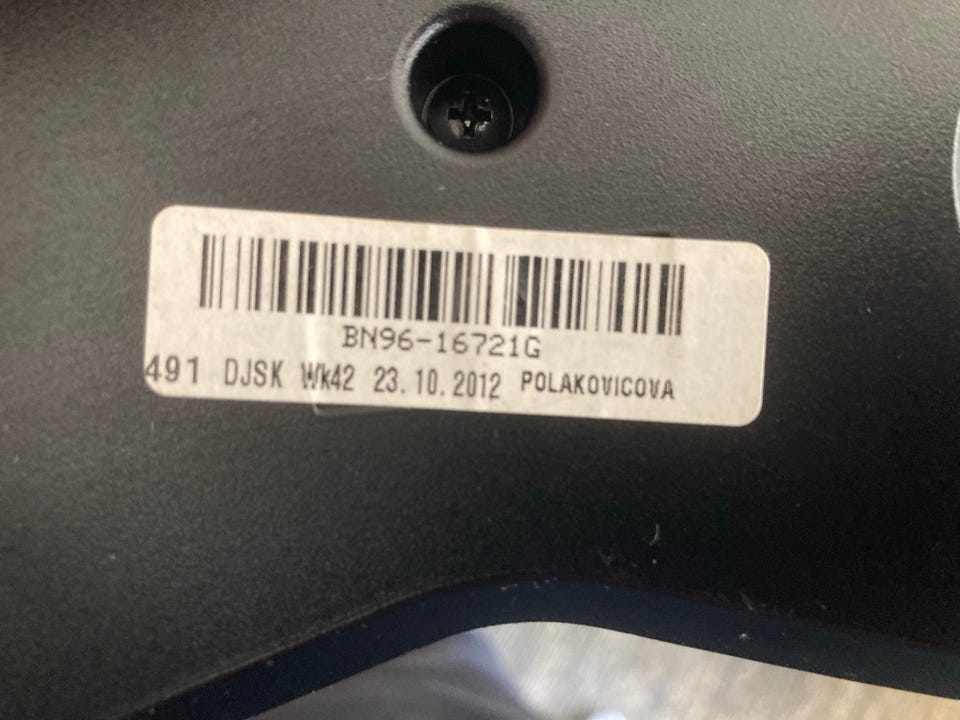 BN96-16721G
491 DJSK Wk42 23.10.2012 POLAKOVICOVA